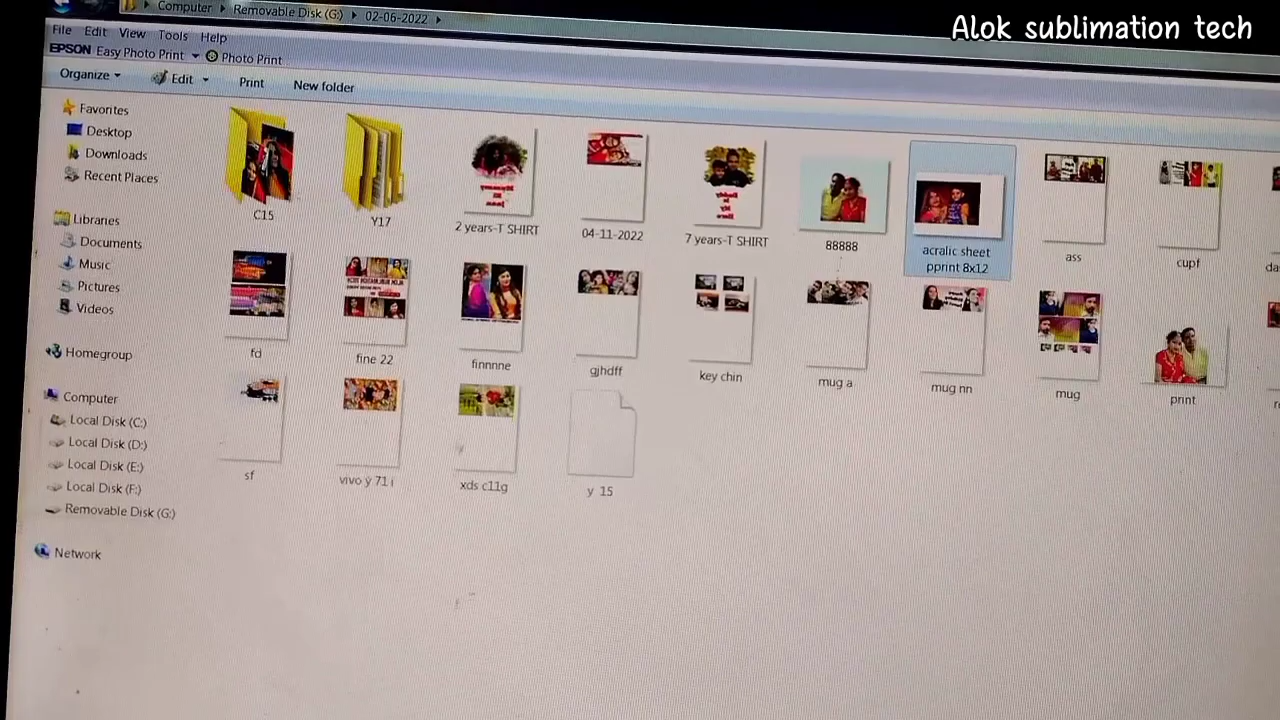 Alok sublimation tech
Computer Removable Disk (G:) 02-06-2022
File Edit View Tools Help
EPSON Easy Photo Print Photo Print
Organize Edit Print New folder
Favorites
Desktop
Downloads
Recent Places
Libraries
Documents
Music
Pictures
Videos
Homegroup
Computer
Local Disk (C:)
Local Disk (D:)
Local Disk (E:)
Local Disk (F:)
Removable Disk (G:)
Network
C15
Y17
2 years-T SHIRT
04-11-2022
7 years-T SHIRT
88888
acralic sheet
pprint 8x12
ass
cupf
fd
fine 22
finnnne
gjhdff
key chin
mug a
mug nn
mug
print
sf
vivo y 71 i
xds c11g
y 15